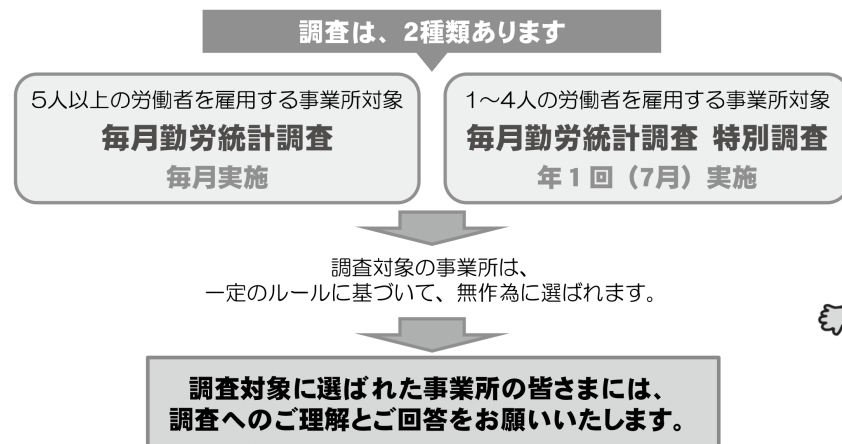 調査は、2種類あります
5人以上の労働者を雇用する事業所対象
毎月勤労統計調査
毎月実施
1～4人の労働者を雇用する事業所対象
毎月勤労統計調査 特別調査
年1回（7月）実施
調査対象の事業所は、
一定のルールに基づいて、無作為に選ばれます。
調査対象に選ばれた事業所の皆さまには、
調査へのご理解とご回答をお願いいたします。